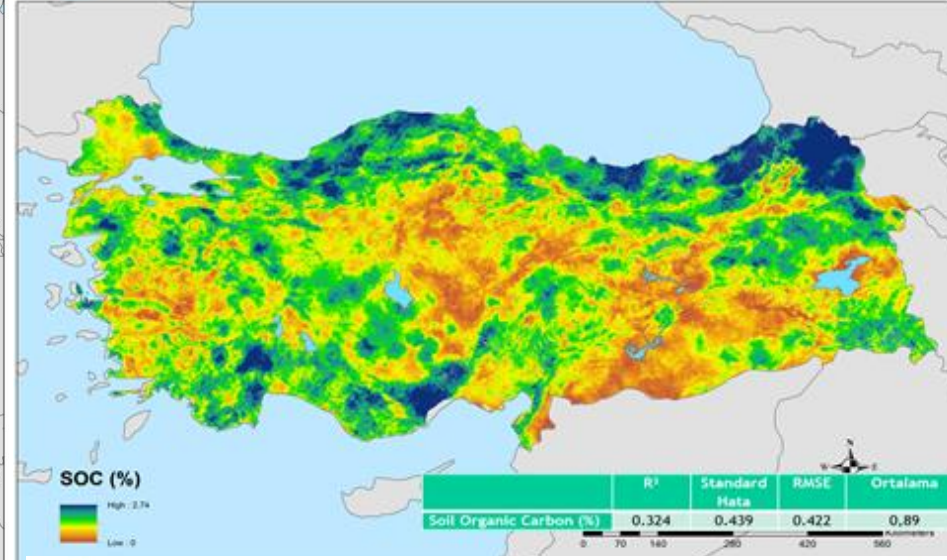 SOC (%)
High : 2.74
Low : 0
N
W E
R² Standard Hata RMSE Ortalama
Soil Organic Carbon (%) 0.324 0.439 0.422 0,89
Kilometers
0 70 140 280 420 560